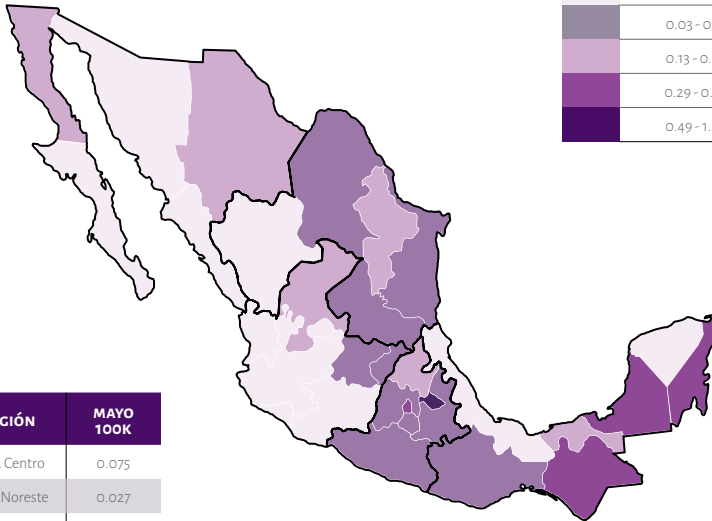 0.03 - 0.
0.13 - 0.
0.29 - 0.
0.49 - 1.
MAYO
100K
Centro 0.075
Noreste 0.027